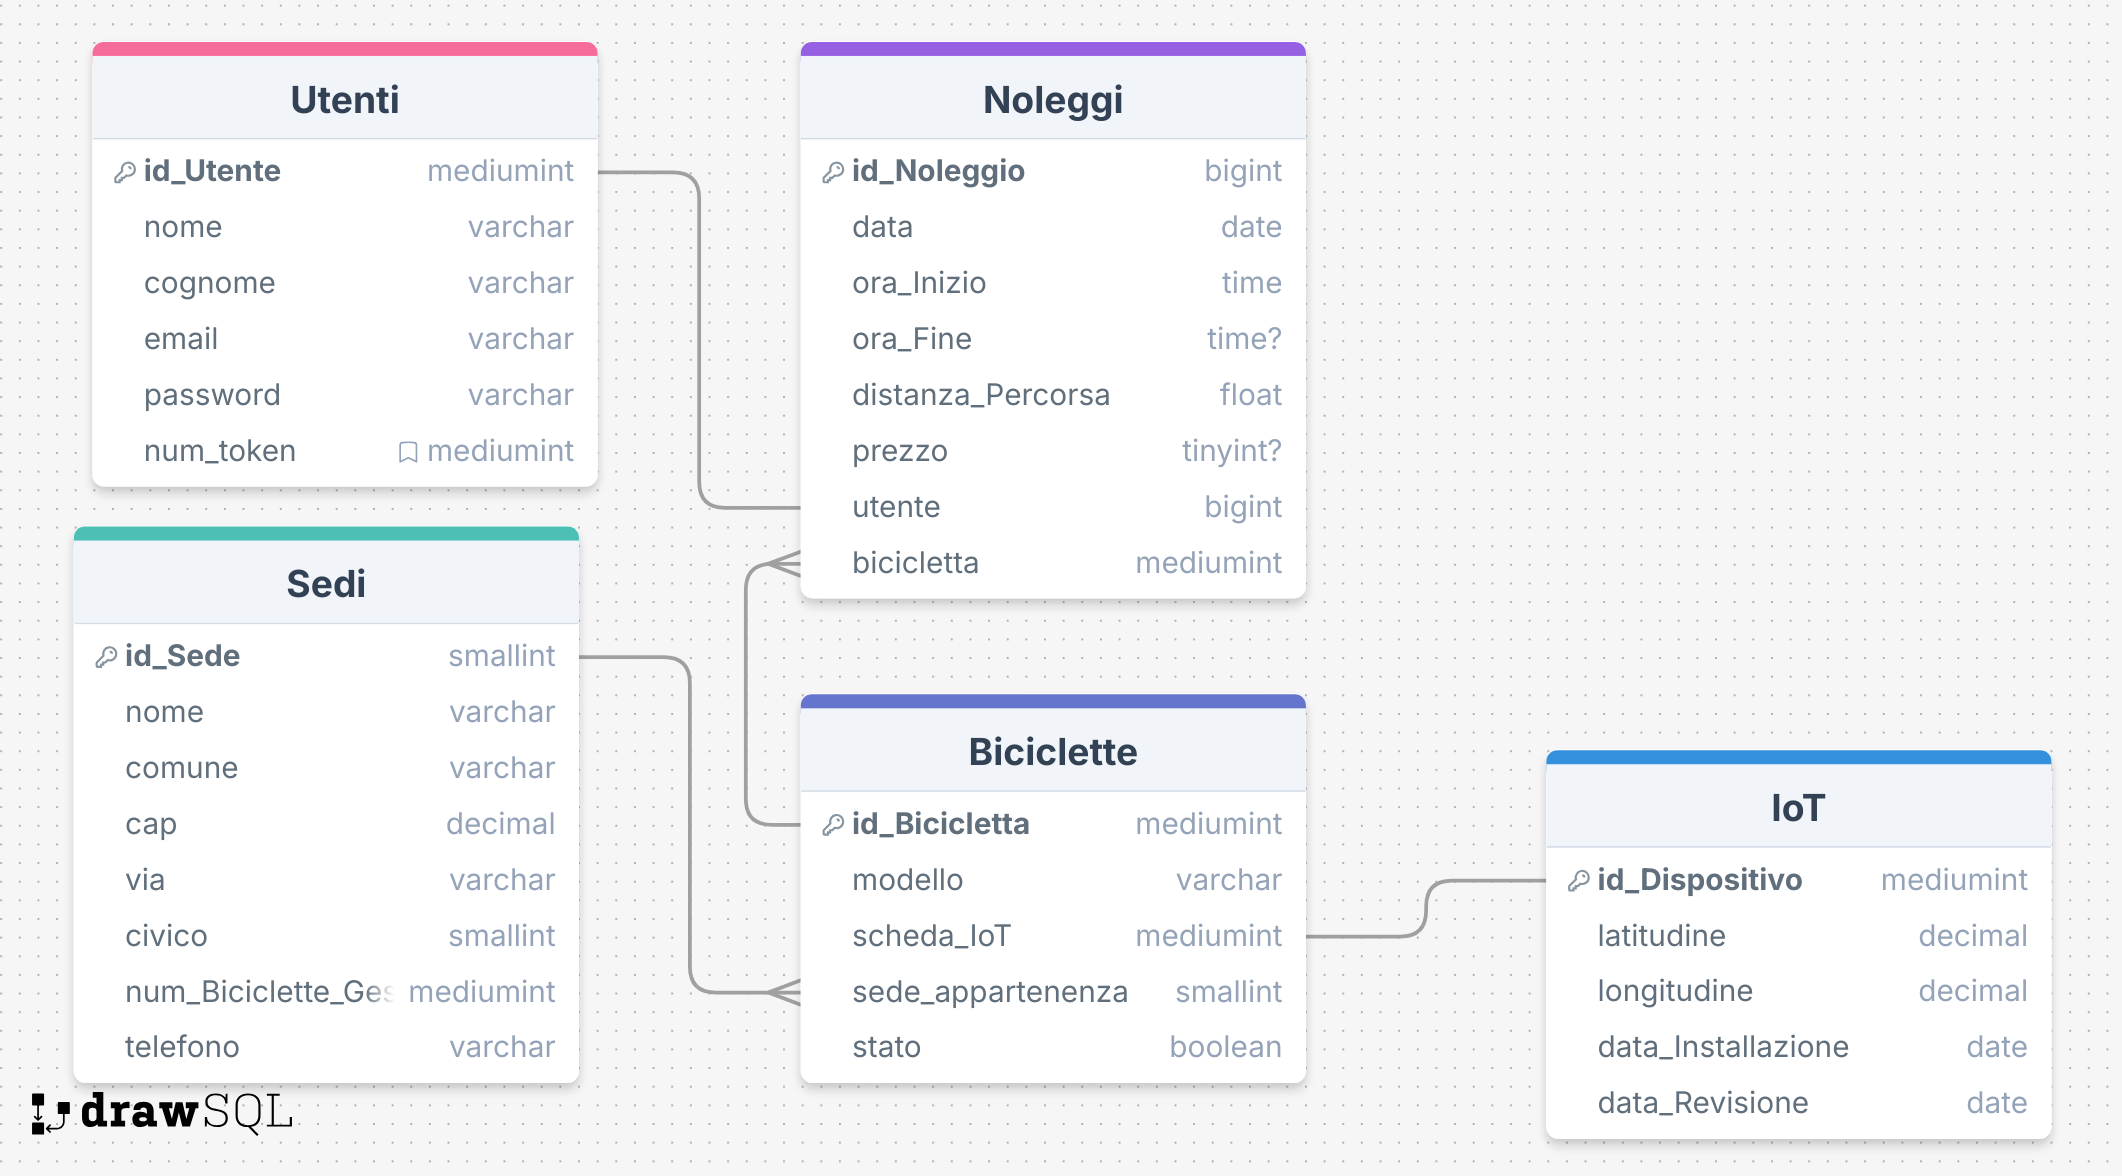 Utenti
id_Utente mediumint
nome varchar
cognome varchar
email varchar
password varchar
num_token mediumint
Noleggi
id_Noleggio bigint
data date
ora_Inizio time
ora_Fine time?
distanza_Percorsa float
prezzo tinyint?
utente bigint
bicicletta mediumint
Sedi
id_Sede smallint
nome varchar
comune varchar
cap decimal
via varchar
civico smallint
num_Biciclette_Ges mediumint
telefono varchar
Biciclette
id_Bicicletta mediumint
modello varchar
scheda_IoT mediumint
sede_appartenenza smallint
stato boolean
IoT
id_Dispositivo mediumint
latitudine decimal
longitudine decimal
data_Installazione date
data_Revisione date
drawSQL